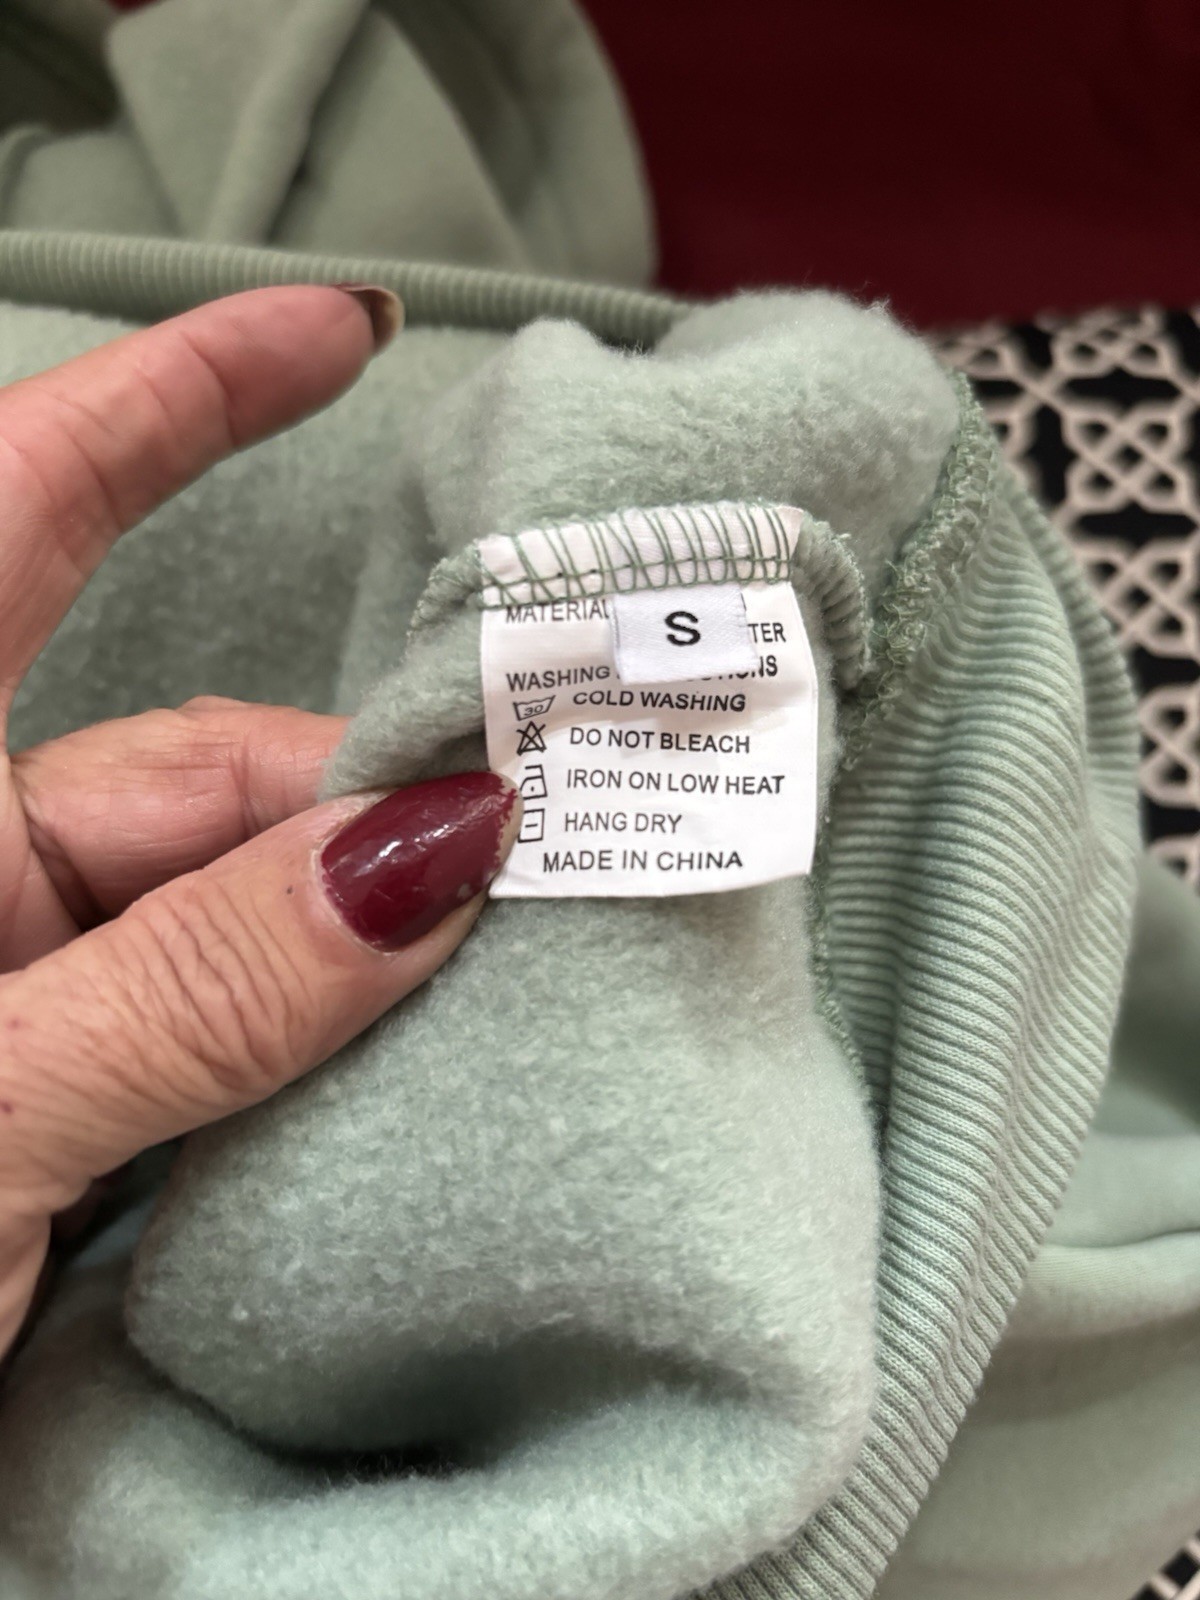 MATERIAL
S
WASHING
30 COLD WASHING
DO NOT BLEACH
IRON ON LOW HEAT
HANG DRY
MADE IN CHINA